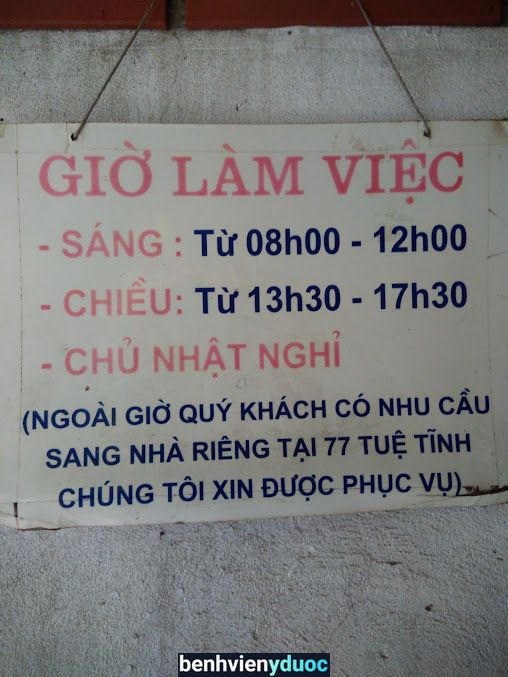 GIỜ LÀM VIỆC
- SÁNG : Từ 08h00 - 12h00
- CHIỀU: Từ 13h30 - 17h30
- CHỦ NHẬT NGHỈ
(NGOÀI GIỜ QUÝ KHÁCH CÓ NHU CẦU
SANG NHÀ RIÊNG TẠI 77 TUỆ TĨNH
CHÚNG TÔI XIN ĐƯỢC PHỤC VỤ)
benhvienyduoc